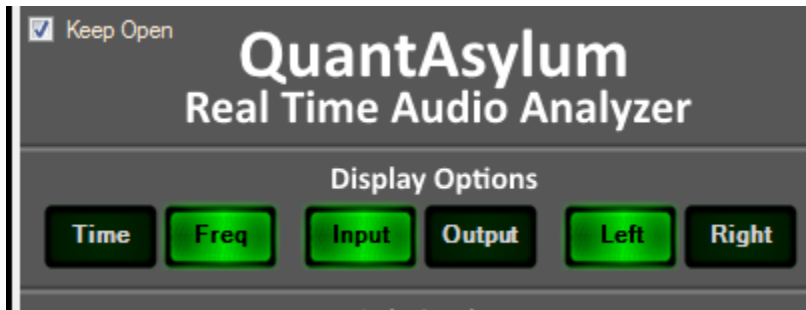 Keep Open
QuantAsylum
Real Time Audio Analyzer
Display Options
Time Freq Input Output Left Right